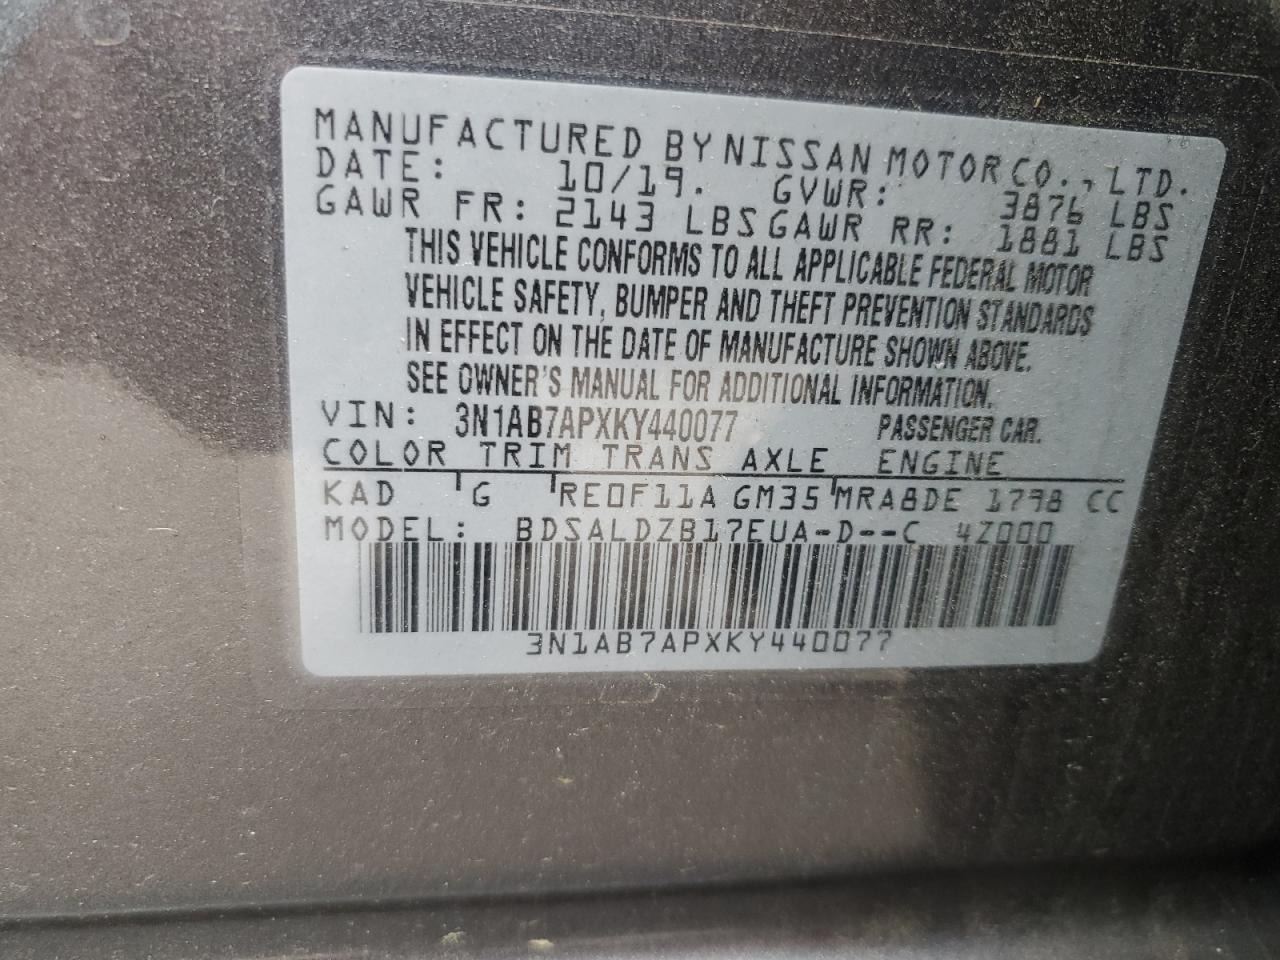 MANUFACTURED BY NISSAN MOTOR CO., LTD.
DATE: 10/19. GVWR: 3876 LBS
GAWR FR: 2143 LBS GAWR RR: 1881 LBS
THIS VEHICLE CONFORMS TO ALL APPLICABLE FEDERAL MOTOR
VEHICLE SAFETY, BUMPER AND THEFT PREVENTION STANDARDS
IN EFFECT ON THE DATE OF MANUFACTURE SHOWN ABOVE.
SEE OWNER'S MANUAL FOR ADDITIONAL INFORMATION.
VIN: 3N1AB7APXKY440077 PASSENGER CAR.
COLOR TRIM TRANS AXLE ENGINE
KAD G RE0F11A GM35 MRA8DE 1798 CC
MODEL: BDSALDZB17EUA-D--C 4Z000
3N1AB7APXKY440077